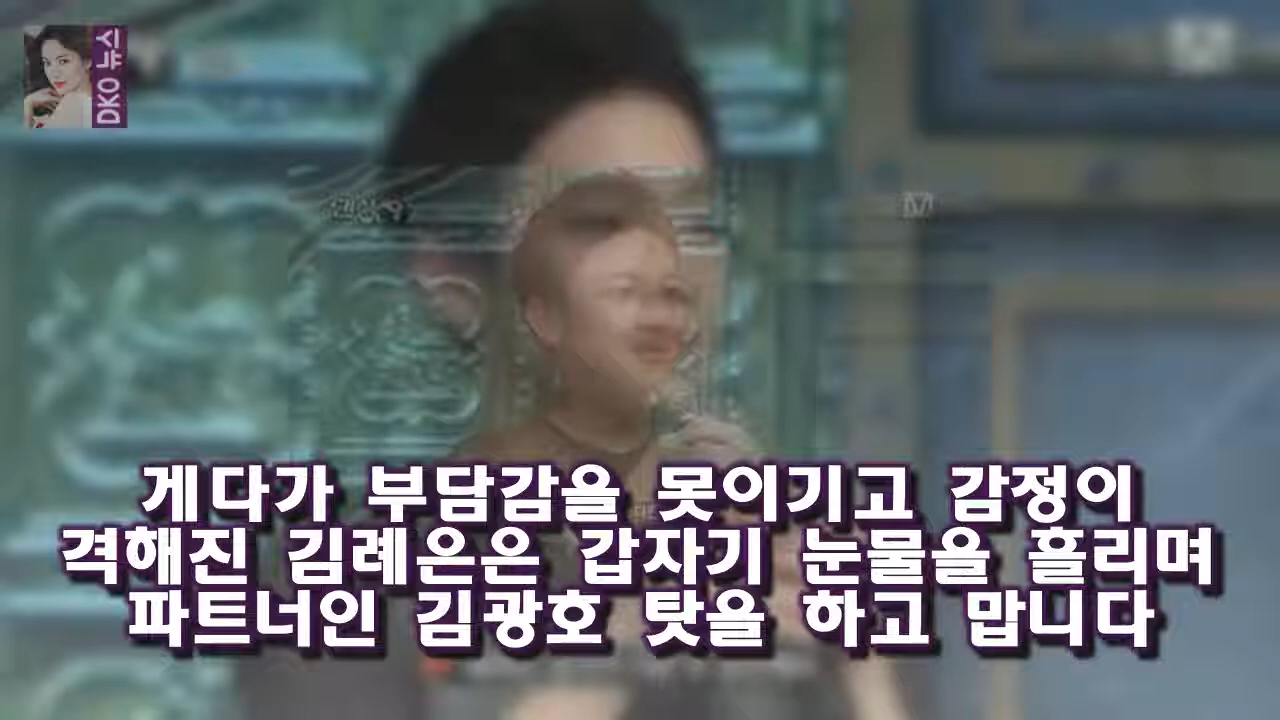 DKO 뉴스
게다가 부담감을 못이기고 감정이
격해진 김례은은 갑자기 눈물을 흘리며
파트너인 김광호 탓을 하고 맙니다